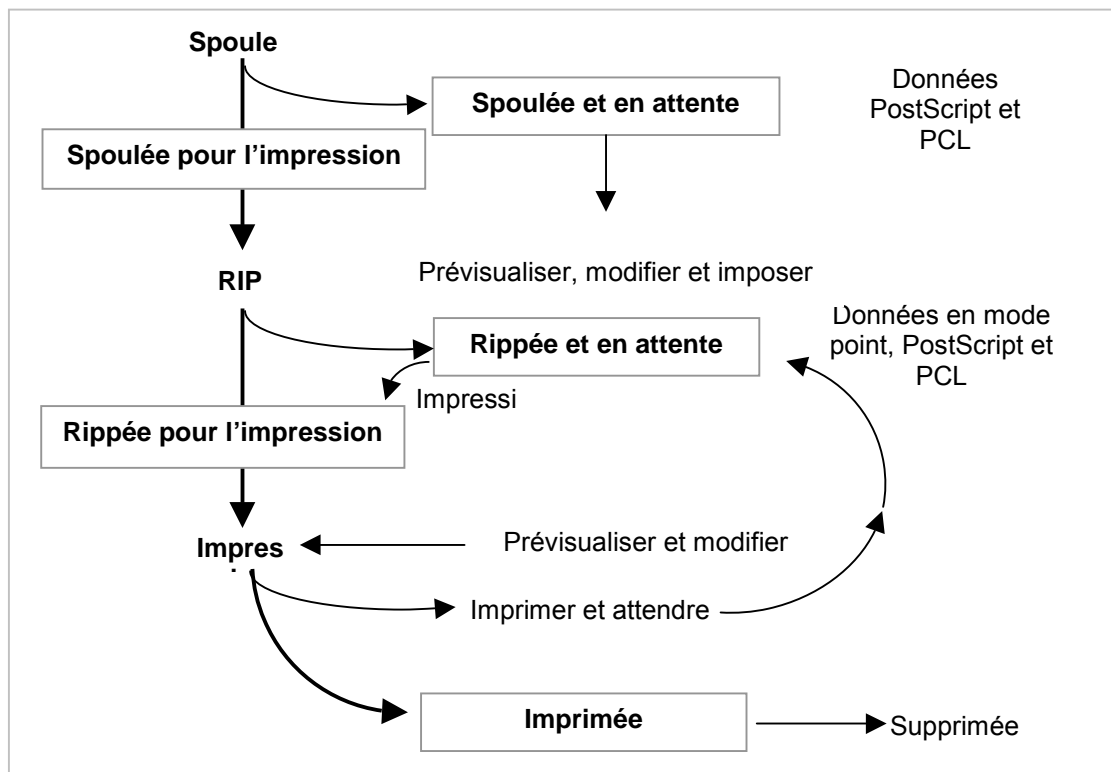 Spoule
Spoulée et en attente
Données
PostScript et
PCL
Spoulée pour l’impression
RIP
Prévisualiser, modifier et imposer
Données en mode
point, PostScript et
PCL
Rippée et en attente
Impressi
Rippée pour l’impression
Impres
Prévisualiser et modifier
Imprimer et attendre
Imprimée
Supprimée